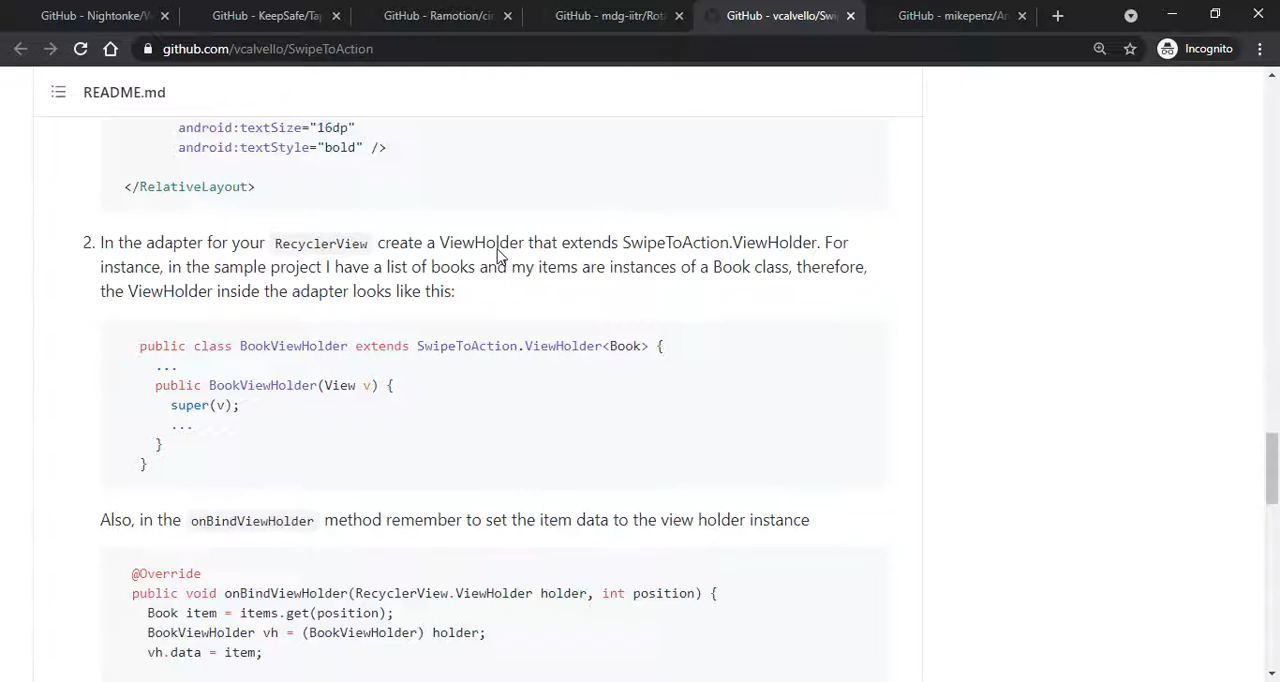 GitHub - Nightonke/W
GitHub - KeepSafe/Ta
GitHub - Ramotion/cir
GitHub - mdg-iitr/Rot
GitHub - vcalvello/Swi
GitHub - mikepenz/An
github.com/vcalvello/SwipeToAction
Incognito
README.md
android:textSize="16dp"
android:textStyle="bold" />
</RelativeLayout>
2. In the adapter for your RecyclerView create a ViewHolder that extends SwipeToAction.ViewHolder. For
instance, in the sample project I have a list of books and my items are instances of a Book class, therefore,
the ViewHolder inside the adapter looks like this:
public class BookViewHolder extends SwipeToAction.ViewHolder<Book> {
...
public BookViewHolder(View v) {
super(v);
...
}
}
Also, in the onBindViewHolder method remember to set the item data to the view holder instance
@Override
public void onBindViewHolder(RecyclerView.ViewHolder holder, int position) {
Book item = items.get(position);
BookViewHolder vh = (BookViewHolder) holder;
vh.data = item;